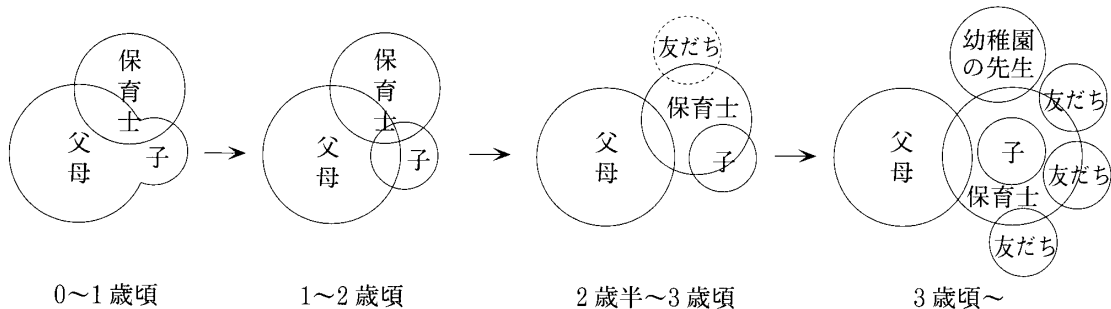 保育士
父母
子
0～1歳頃
保育士
父母
子
1～2歳頃
友だち
保育士
父母
子
2歳半～3歳頃
幼稚園
の先生
友だち
父母
子
友だち
保育士
友だち
3歳頃～